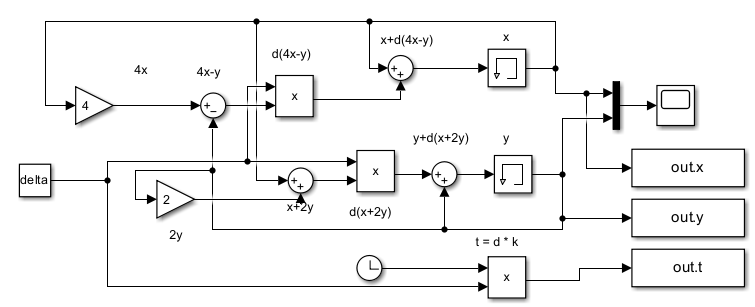 x
x+d(4x-y)
d(4x-y)
4x
4x-y
4
x
out.x
y+d(x+2y)
y
delta
x
2
x+2y
d(x+2y)
out.y
2y
t = d * k
x
out.t